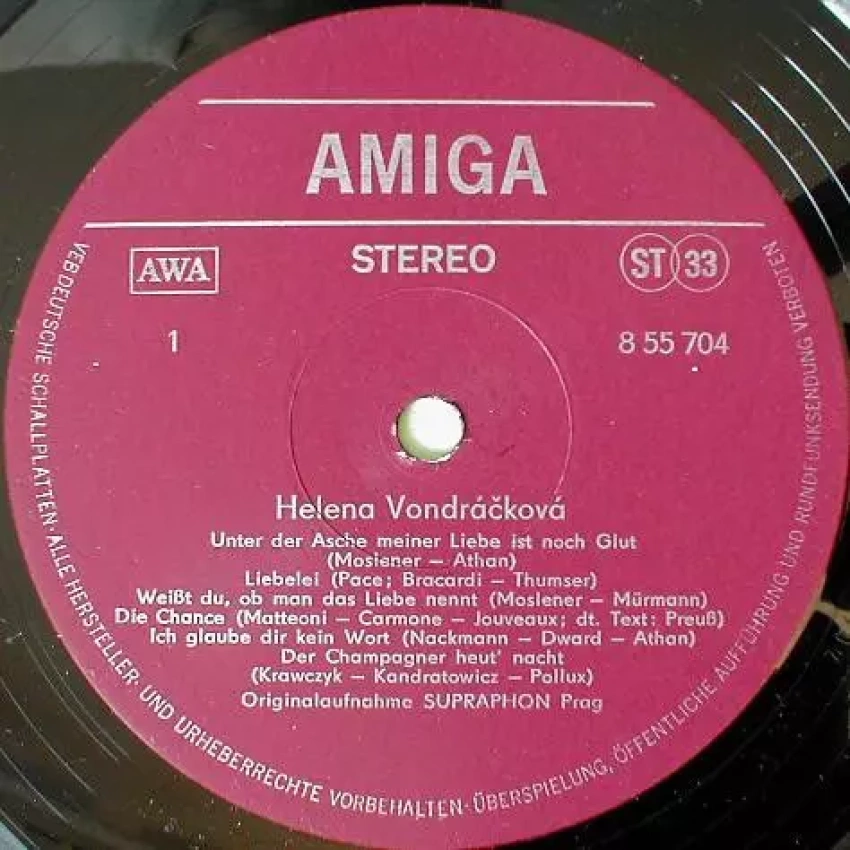 AMIGA
AWA
STEREO
ST 33
1
8 55 704
Helena Vondráčková
Unter der Asche meiner Liebe ist noch Glut
(Moslener – Athan)
Liebelei (Pace; Bracardi – Thumser)
Weißt du, ob man das Liebe nennt (Moslener – Mürmann)
Die Chance (Matteoni – Carmone – Jouveaux; dt. Text: Preuß)
Ich glaube dir kein Wort (Nackmann – Dward – Athan)
Der Champagner heut' nacht
(Krawczyk – Kandratowicz – Pollux)
Originalaufnahme SUPRAPHON Prag
VEB DEUTSCHE SCHALLPLATTEN · ALLE HERSTELLER- UND URHEBERRECHTE VORBEHALTEN · ÜBERSPIELUNG, ÖFFENTLICHE AUFFÜHRUNG UND RUNDFUNKSENDUNG VERBOTEN